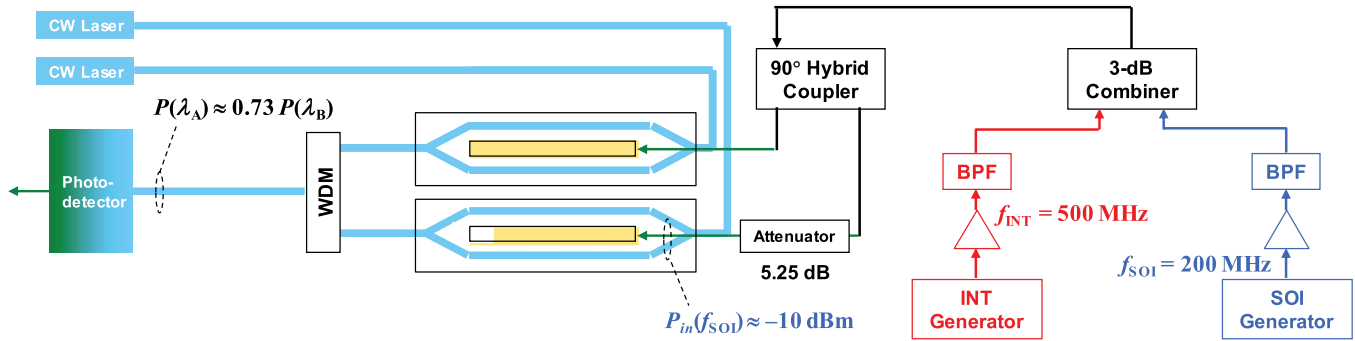 CW Laser
CW Laser
P(λA) ≈ 0.73 P(λB)
Photo-
detector
WDM
90° Hybrid
Coupler
3-dB
Combiner
Attenuator
5.25 dB
Pin(fSOI) ≈ –10 dBm
BPF
fINT = 500 MHz
INT
Generator
BPF
fSOI = 200 MHz
SOI
Generator